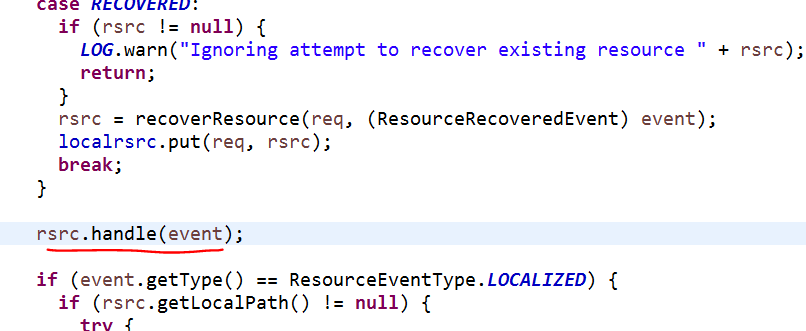 case RECOVERED:
if (rsrc != null) {
LOG.warn("Ignoring attempt to recover existing resource " + rsrc);
return;
}
rsrc = recoverResource(req, (ResourceRecoveredEvent) event);
localrsrc.put(req, rsrc);
break;
}
rsrc.handle(event);
if (event.getType() == ResourceEventType.LOCALIZED) {
if (rsrc.getLocalPath() != null) {
try {